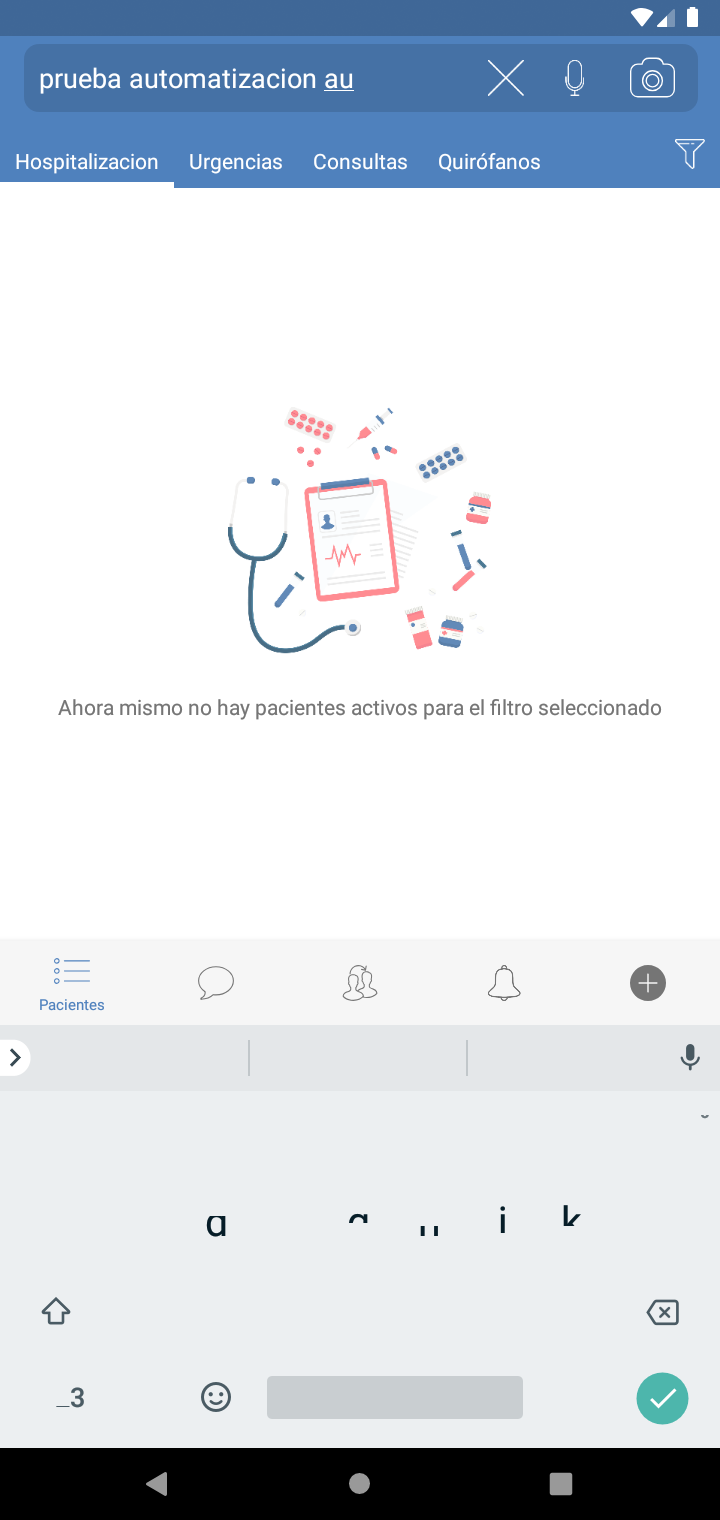 prueba automatizacion au
Hospitalizacion Urgencias Consultas Quirófanos
Ahora mismo no hay pacientes activos para el filtro seleccionado
Pacientes
i k
_3